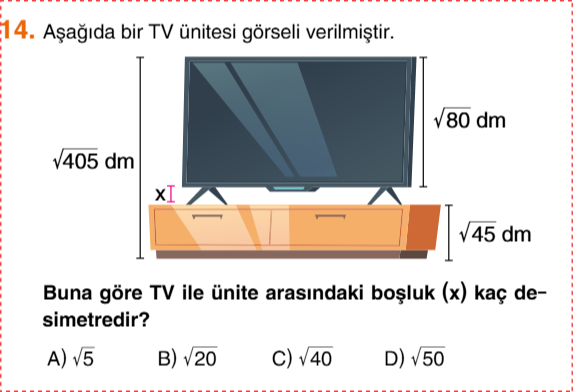 14. Aşağıda bir TV ünitesi görseli verilmiştir.
√80 dm
√405 dm
x
√45 dm
Buna göre TV ile ünite arasındaki boşluk (x) kaç de-
simetredir?
A) √5 B) √20 C) √40 D) √50